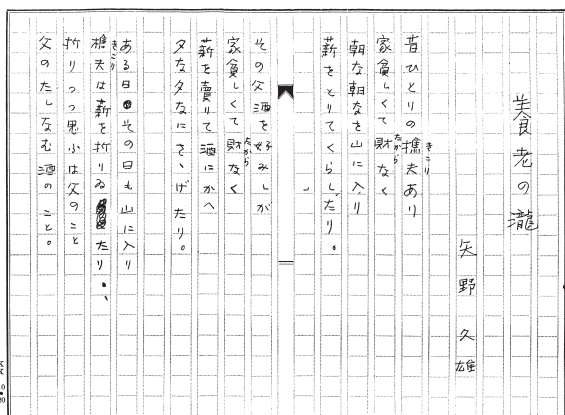 養老の瀧
矢野久雄
昔ひとりの樵夫あり
家貧しくて財なく
朝な朝なを山に入り
薪をとりてくらしたり。
その父酒を好みしが
家貧しくて財なく
薪を賣りて酒にかへ
夕な夕なにさゝげたり。
ある日その日も山に入り
樵夫は薪を折りゐたり。
折りつつ思ふは父のこと
父のたしなむ酒のこと。